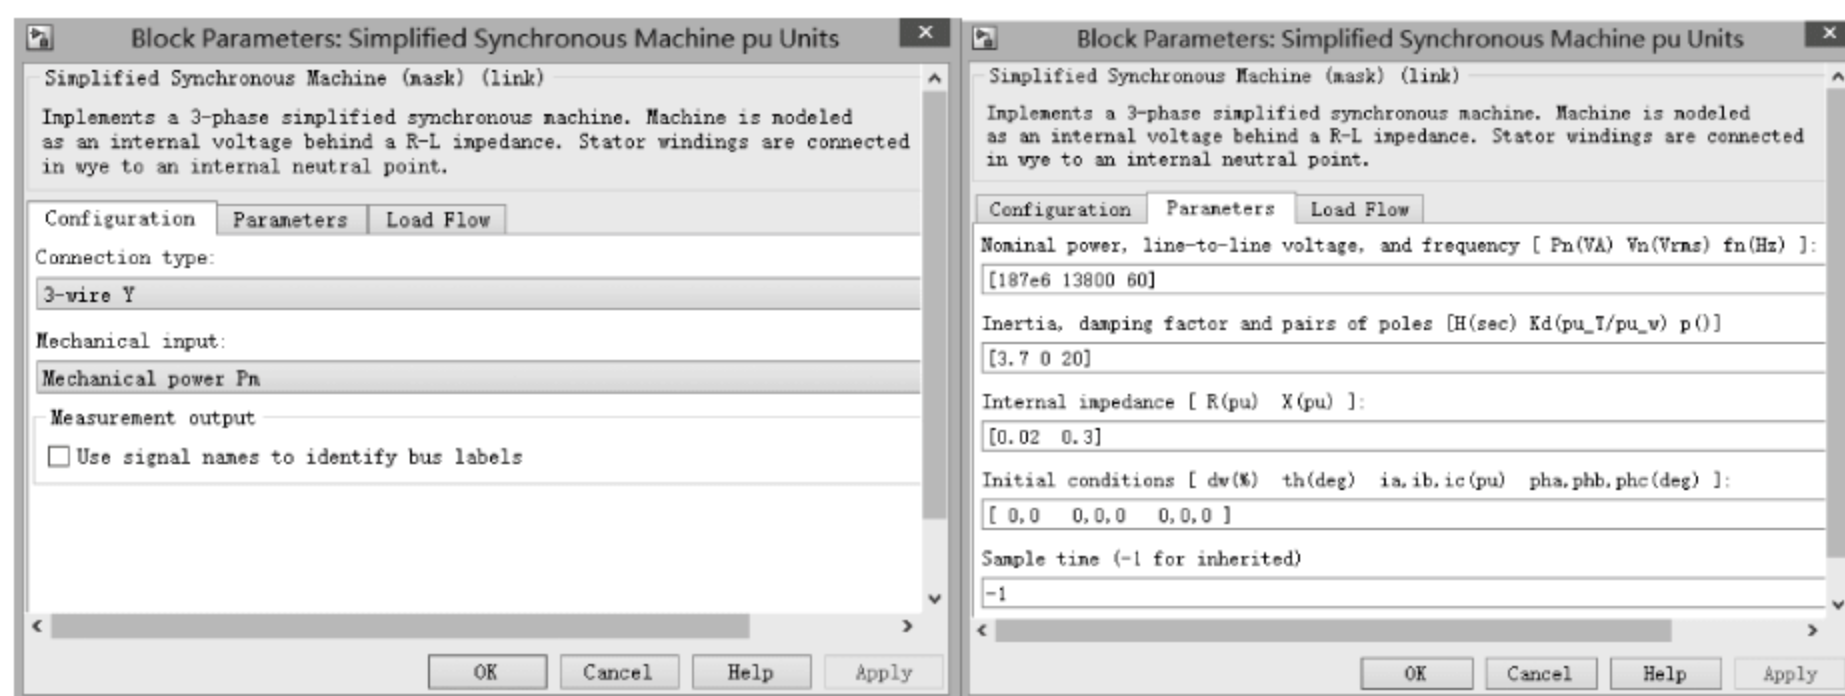 Block Parameters: Simplified Synchronous Machine pu Units
Simplified Synchronous Machine (mask) (link)
Implements a 3-phase simplified synchronous machine. Machine is modeled
as an internal voltage behind a R-L impedance. Stator windings are connected
in wye to an internal neutral point.
Configuration Parameters Load Flow
Connection type:
3-wire Y
Mechanical input:
Mechanical power Pm
Measurement output
Use signal names to identify bus labels
OK Cancel Help Apply
Block Parameters: Simplified Synchronous Machine pu Units
Simplified Synchronous Machine (mask) (link)
Implements a 3-phase simplified synchronous machine. Machine is modeled
as an internal voltage behind a R-L impedance. Stator windings are connected
in wye to an internal neutral point.
Configuration Parameters Load Flow
Nominal power, line-to-line voltage, and frequency [ Pn(VA) Vn(Vrms) fn(Hz) ]:
[187e6 13800 60]
Inertia, damping factor and pairs of poles [H(sec) Kd(pu_T/pu_w) p()]
[3.7 0 20]
Internal impedance [ R(pu) X(pu) ]:
[0.02 0.3]
Initial conditions [ dw(%) th(deg) ia,ib,ic(pu) pha,phb,phc(deg) ]:
[ 0,0 0,0,0 0,0,0 ]
Sample time (-1 for inherited)
-1
OK Cancel Help Apply